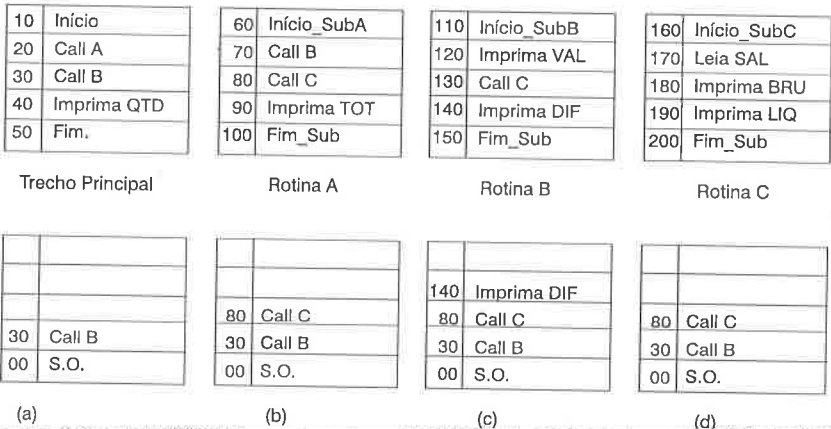 10 Início
20 Call A
30 Call B
40 Imprima QTD
50 Fim.
Trecho Principal
60 Início_SubA
70 Call B
80 Call C
90 Imprima TOT
100 Fim_Sub
Rotina A
110 Início_SubB
120 Imprima VAL
130 Call C
140 Imprima DIF
150 Fim_Sub
Rotina B
160 Início_SubC
170 Leia SAL
180 Imprima BRU
190 Imprima LIQ
200 Fim_Sub
Rotina C
30 Call B
00 S.O.
(a)
80 Call C
30 Call B
00 S.O.
(b)
140 Imprima DIF
80 Call C
30 Call B
00 S.O.
(c)
80 Call C
30 Call B
00 S.O.
(d)